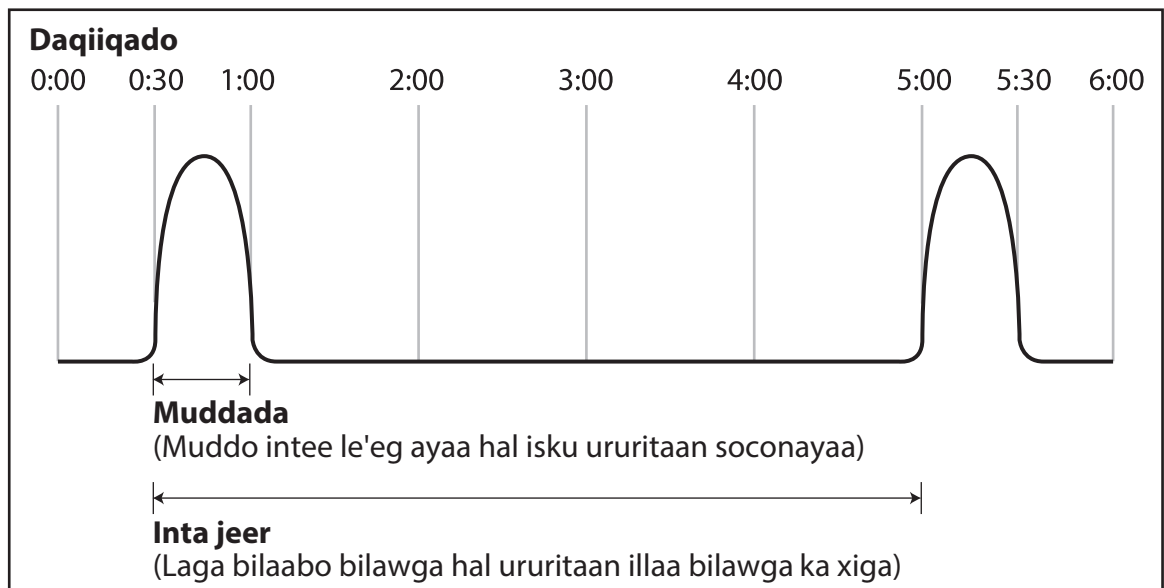 Daqiiqado
0:00 0:30 1:00 2:00 3:00 4:00 5:00 5:30 6:00
Muddada
(Muddo intee le'eg ayaa hal isku ururitaan soconayaa)
Inta jeer
(Laga bilaabo bilawga hal ururitaan illaa bilawga ka xiga)